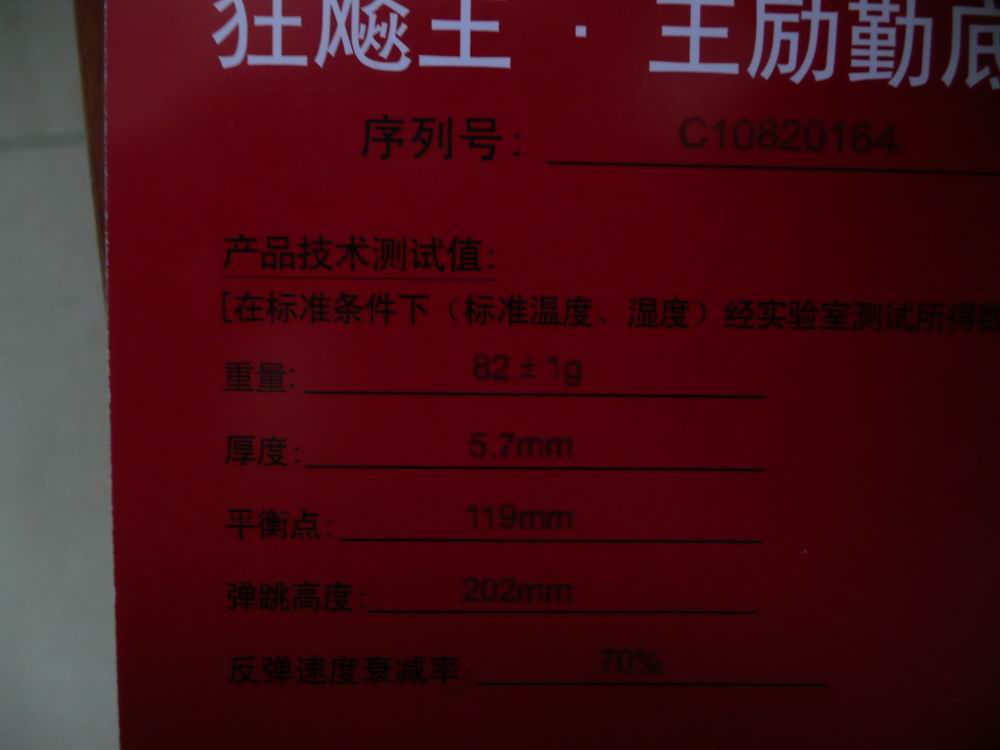 狂飚王·王励勤底
序列号: C10820164
产品技术测试值:
[在标准条件下（标准温度、湿度）经实验室测试所得数
重量: 82±1g
厚度: 5.7mm
平衡点: 119mm
弹跳高度: 202mm
反弹速度衰减率: 70%